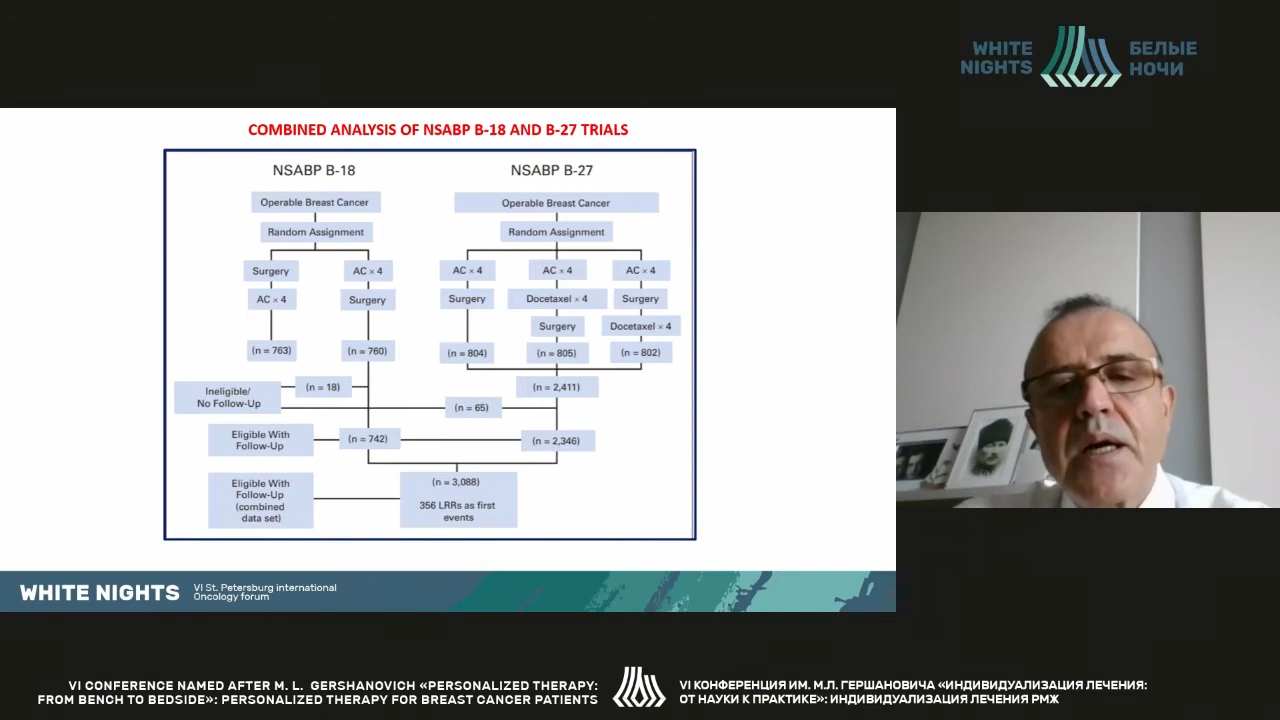 WHITE
NIGHTS
БЕЛЫЕ
НОЧИ
COMBINED ANALYSIS OF NSABP B-18 AND B-27 TRIALS
NSABP B-18
NSABP B-27
Operable Breast Cancer
Operable Breast Cancer
Random Assignment
Random Assignment
Surgery
AC × 4
AC × 4
AC × 4
AC × 4
AC × 4
Surgery
Surgery
Docetaxel × 4
Surgery
Surgery
Docetaxel × 4
(n = 763)
(n = 760)
(n = 804)
(n = 805)
(n = 802)
Ineligible/
No Follow-Up
(n = 18)
(n = 2,411)
(n = 65)
Eligible With
Follow-Up
(n = 742)
(n = 2,346)
Eligible With
Follow-Up
(combined
data set)
(n = 3,088)
356 LRRs as first
events
WHITE NIGHTS
VI St. Petersburg international
Oncology forum
VI CONFERENCE NAMED AFTER M. L. GERSHANOVICH «PERSONALIZED THERAPY:
FROM BENCH TO BEDSIDE»: PERSONALIZED THERAPY FOR BREAST CANCER PATIENTS
VI КОНФЕРЕНЦИЯ ИМ. М.Л. ГЕРШАНОВИЧА «ИНДИВИДУАЛИЗАЦИЯ ЛЕЧЕНИЯ:
ОТ НАУКИ К ПРАКТИКЕ»: ИНДИВИДУАЛИЗАЦИЯ ЛЕЧЕНИЯ РМЖ